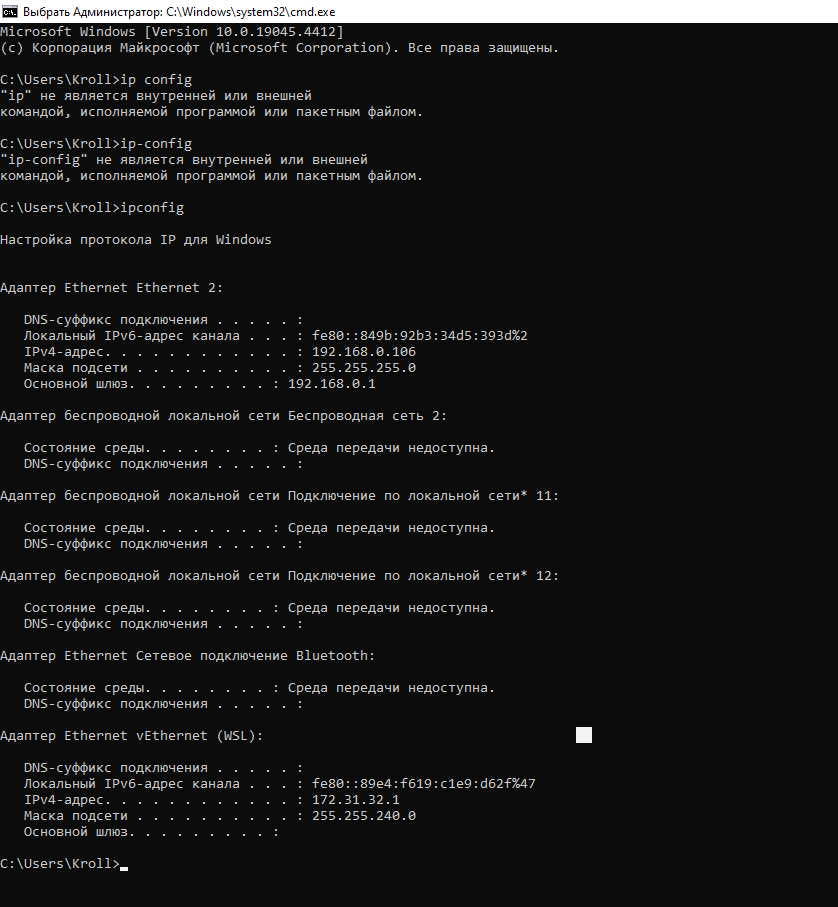 Выбрать Администратор: C:\Windows\system32\cmd.exe
Microsoft Windows [Version 10.0.19045.4412]
(c) Корпорация Майкрософт (Microsoft Corporation). Все права защищены.
C:\Users\Kroll>ip config
"ip" не является внутренней или внешней
командой, исполняемой программой или пакетным файлом.
C:\Users\Kroll>ip-config
"ip-config" не является внутренней или внешней
командой, исполняемой программой или пакетным файлом.
C:\Users\Kroll>ipconfig
Настройка протокола IP для Windows
Адаптер Ethernet Ethernet 2:
DNS-суффикс подключения . . . . . :
Локальный IPv6-адрес канала . . . : fe80::849b:92b3:34d5:393d%2
IPv4-адрес. . . . . . . . . . . . : 192.168.0.106
Маска подсети . . . . . . . . . . : 255.255.255.0
Основной шлюз. . . . . . . . . : 192.168.0.1
Адаптер беспроводной локальной сети Беспроводная сеть 2:
Состояние среды. . . . . . . . : Среда передачи недоступна.
DNS-суффикс подключения . . . . . :
Адаптер беспроводной локальной сети Подключение по локальной сети* 11:
Состояние среды. . . . . . . . : Среда передачи недоступна.
DNS-суффикс подключения . . . . . :
Адаптер беспроводной локальной сети Подключение по локальной сети* 12:
Состояние среды. . . . . . . . : Среда передачи недоступна.
DNS-суффикс подключения . . . . . :
Адаптер Ethernet Сетевое подключение Bluetooth:
Состояние среды. . . . . . . . : Среда передачи недоступна.
DNS-суффикс подключения . . . . . :
Адаптер Ethernet vEthernet (WSL):
DNS-суффикс подключения . . . . . :
Локальный IPv6-адрес канала . . . : fe80::89e4:f619:c1e9:d62f%47
IPv4-адрес. . . . . . . . . . . . : 172.31.32.1
Маска подсети . . . . . . . . . . : 255.255.240.0
Основной шлюз. . . . . . . . . :
C:\Users\Kroll>